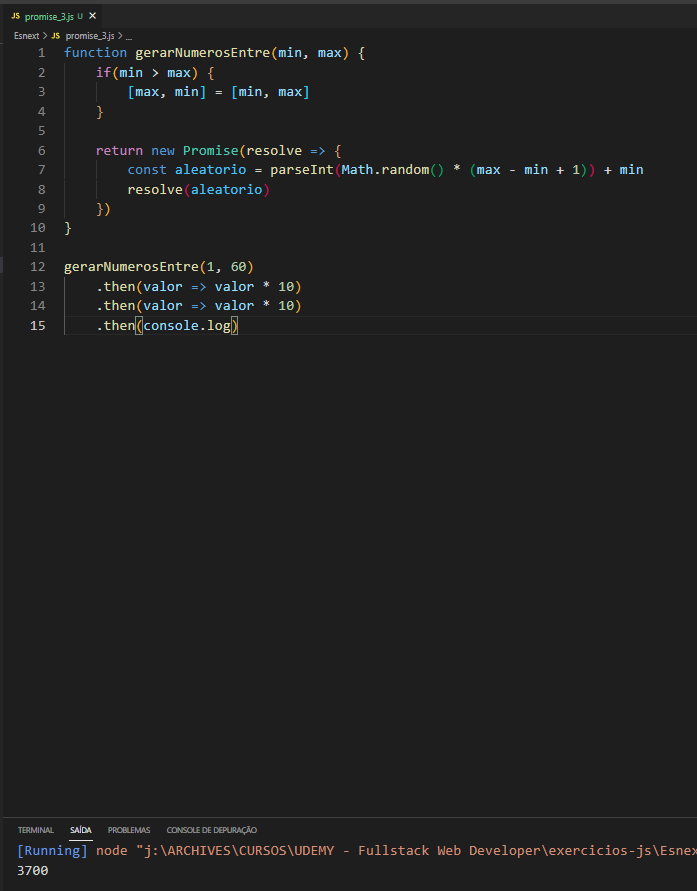 JS promise_3.js U ×
Esnext > JS promise_3.js > ...
1 function gerarNumerosEntre(min, max) {
2     if(min > max) {
3         [max, min] = [min, max]
4     }
5
6     return new Promise(resolve => {
7         const aleatorio = parseInt(Math.random() * (max - min + 1)) + min
8         resolve(aleatorio)
9     })
10 }
11
12 gerarNumerosEntre(1, 60)
13     .then(valor => valor * 10)
14     .then(valor => valor * 10)
15     .then(console.log)
TERMINAL SAÍDA PROBLEMAS CONSOLE DE DEPURAÇÃO
[Running] node "j:\ARCHIVES\CURSOS\UDEMY - Fullstack Web Developer\exercicios-js\Esnex
3700